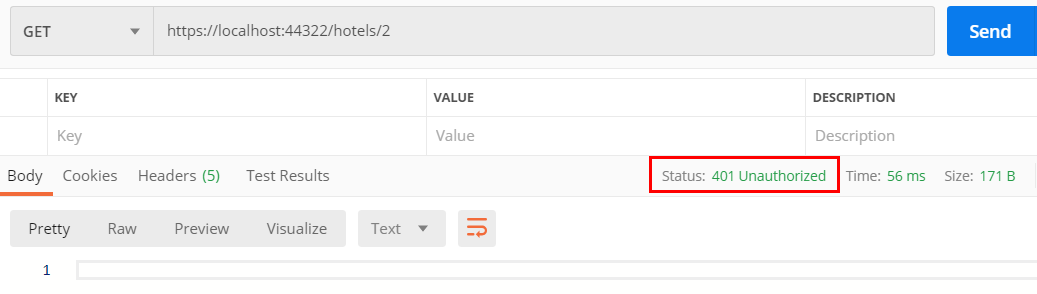 GET https://localhost:44322/hotels/2 Send
KEY VALUE DESCRIPTION
Key Value Description
Body Cookies Headers (5) Test Results Status: 401 Unauthorized Time: 56 ms Size: 171 B
Pretty Raw Preview Visualize Text
1